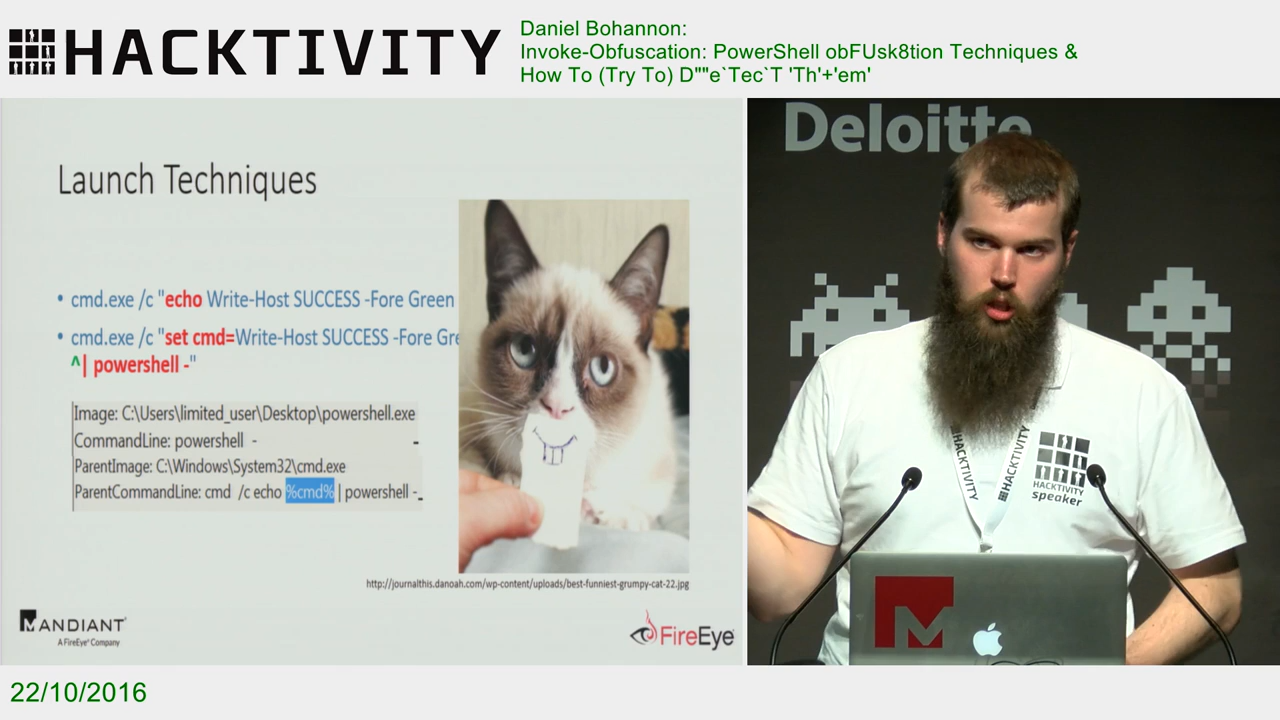 HACKTIVITY
Daniel Bohannon:
Invoke-Obfuscation: PowerShell obFUsk8tion Techniques &
How To (Try To) D""e`Tec`T 'Th'+'em'
Launch Techniques
• cmd.exe /c "echo Write-Host SUCCESS -Fore Green
• cmd.exe /c "set cmd=Write-Host SUCCESS -Fore Gre
^| powershell -"
Image: C:\Users\limited_user\Desktop\powershell.exe
CommandLine: powershell -
ParentImage: C:\Windows\System32\cmd.exe
ParentCommandLine: cmd /c echo %cmd% | powershell -
http://journalthis.danoah.com/wp-content/uploads/best-funniest-grumpy-cat-22.jpg
MANDIANT
A FireEye® Company
FireEye
Deloitte
HACKTIVITY
HACKTIVITY
HACKTIVITY
speaker
22/10/2016